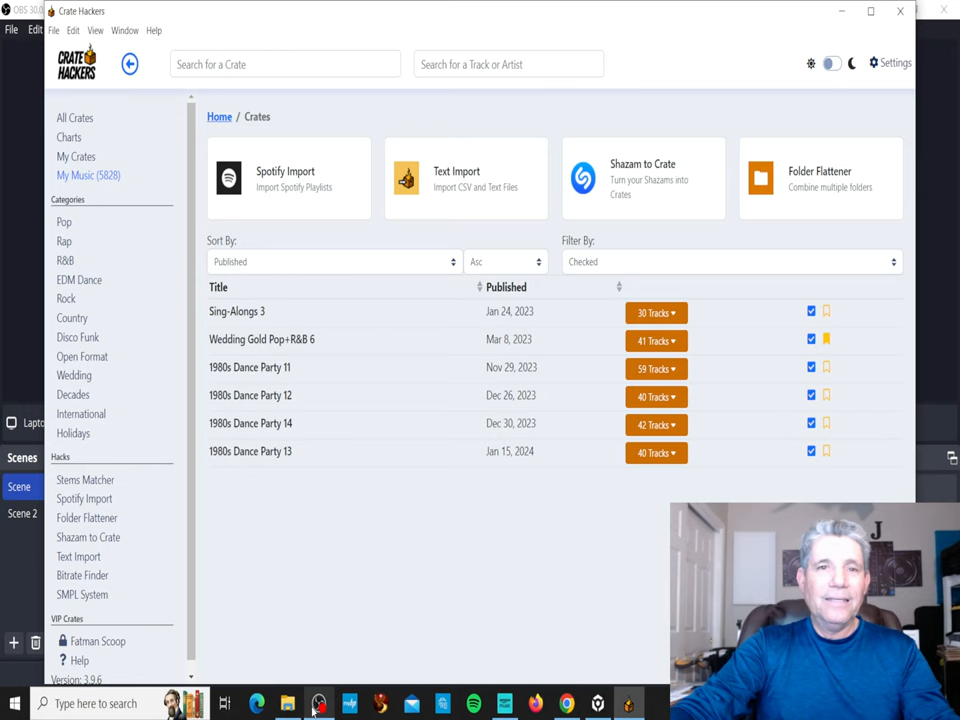 OBS 30.0
File Edit
Crate Hackers
File Edit View Window Help
CRATE
HACKERS
Search for a Crate
Search for a Track or Artist
Settings
All Crates
Charts
My Crates
My Music (5828)
Categories
Pop
Rap
R&B
EDM Dance
Rock
Country
Disco Funk
Open Format
Wedding
Decades
International
Holidays
Hacks
Stems Matcher
Spotify Import
Folder Flattener
Shazam to Crate
Text Import
Bitrate Finder
SMPL System
VIP Crates
Fatman Scoop
? Help
Version: 3.9.6
Home / Crates
Spotify Import
Import Spotify Playlists
Text Import
Import CSV and Text Files
Shazam to Crate
Turn your Shazams into
Crates
Folder Flattener
Combine multiple folders
Sort By:
Published
Asc
Filter By:
Checked
Title Published
Sing-Alongs 3 Jan 24, 2023 30 Tracks
Wedding Gold Pop+R&B 6 Mar 8, 2023 41 Tracks
1980s Dance Party 11 Nov 29, 2023 59 Tracks
1980s Dance Party 12 Dec 26, 2023 40 Tracks
1980s Dance Party 14 Dec 30, 2023 42 Tracks
1980s Dance Party 13 Jan 15, 2024 40 Tracks
Scenes
Scene
Scene 2
J
Type here to search